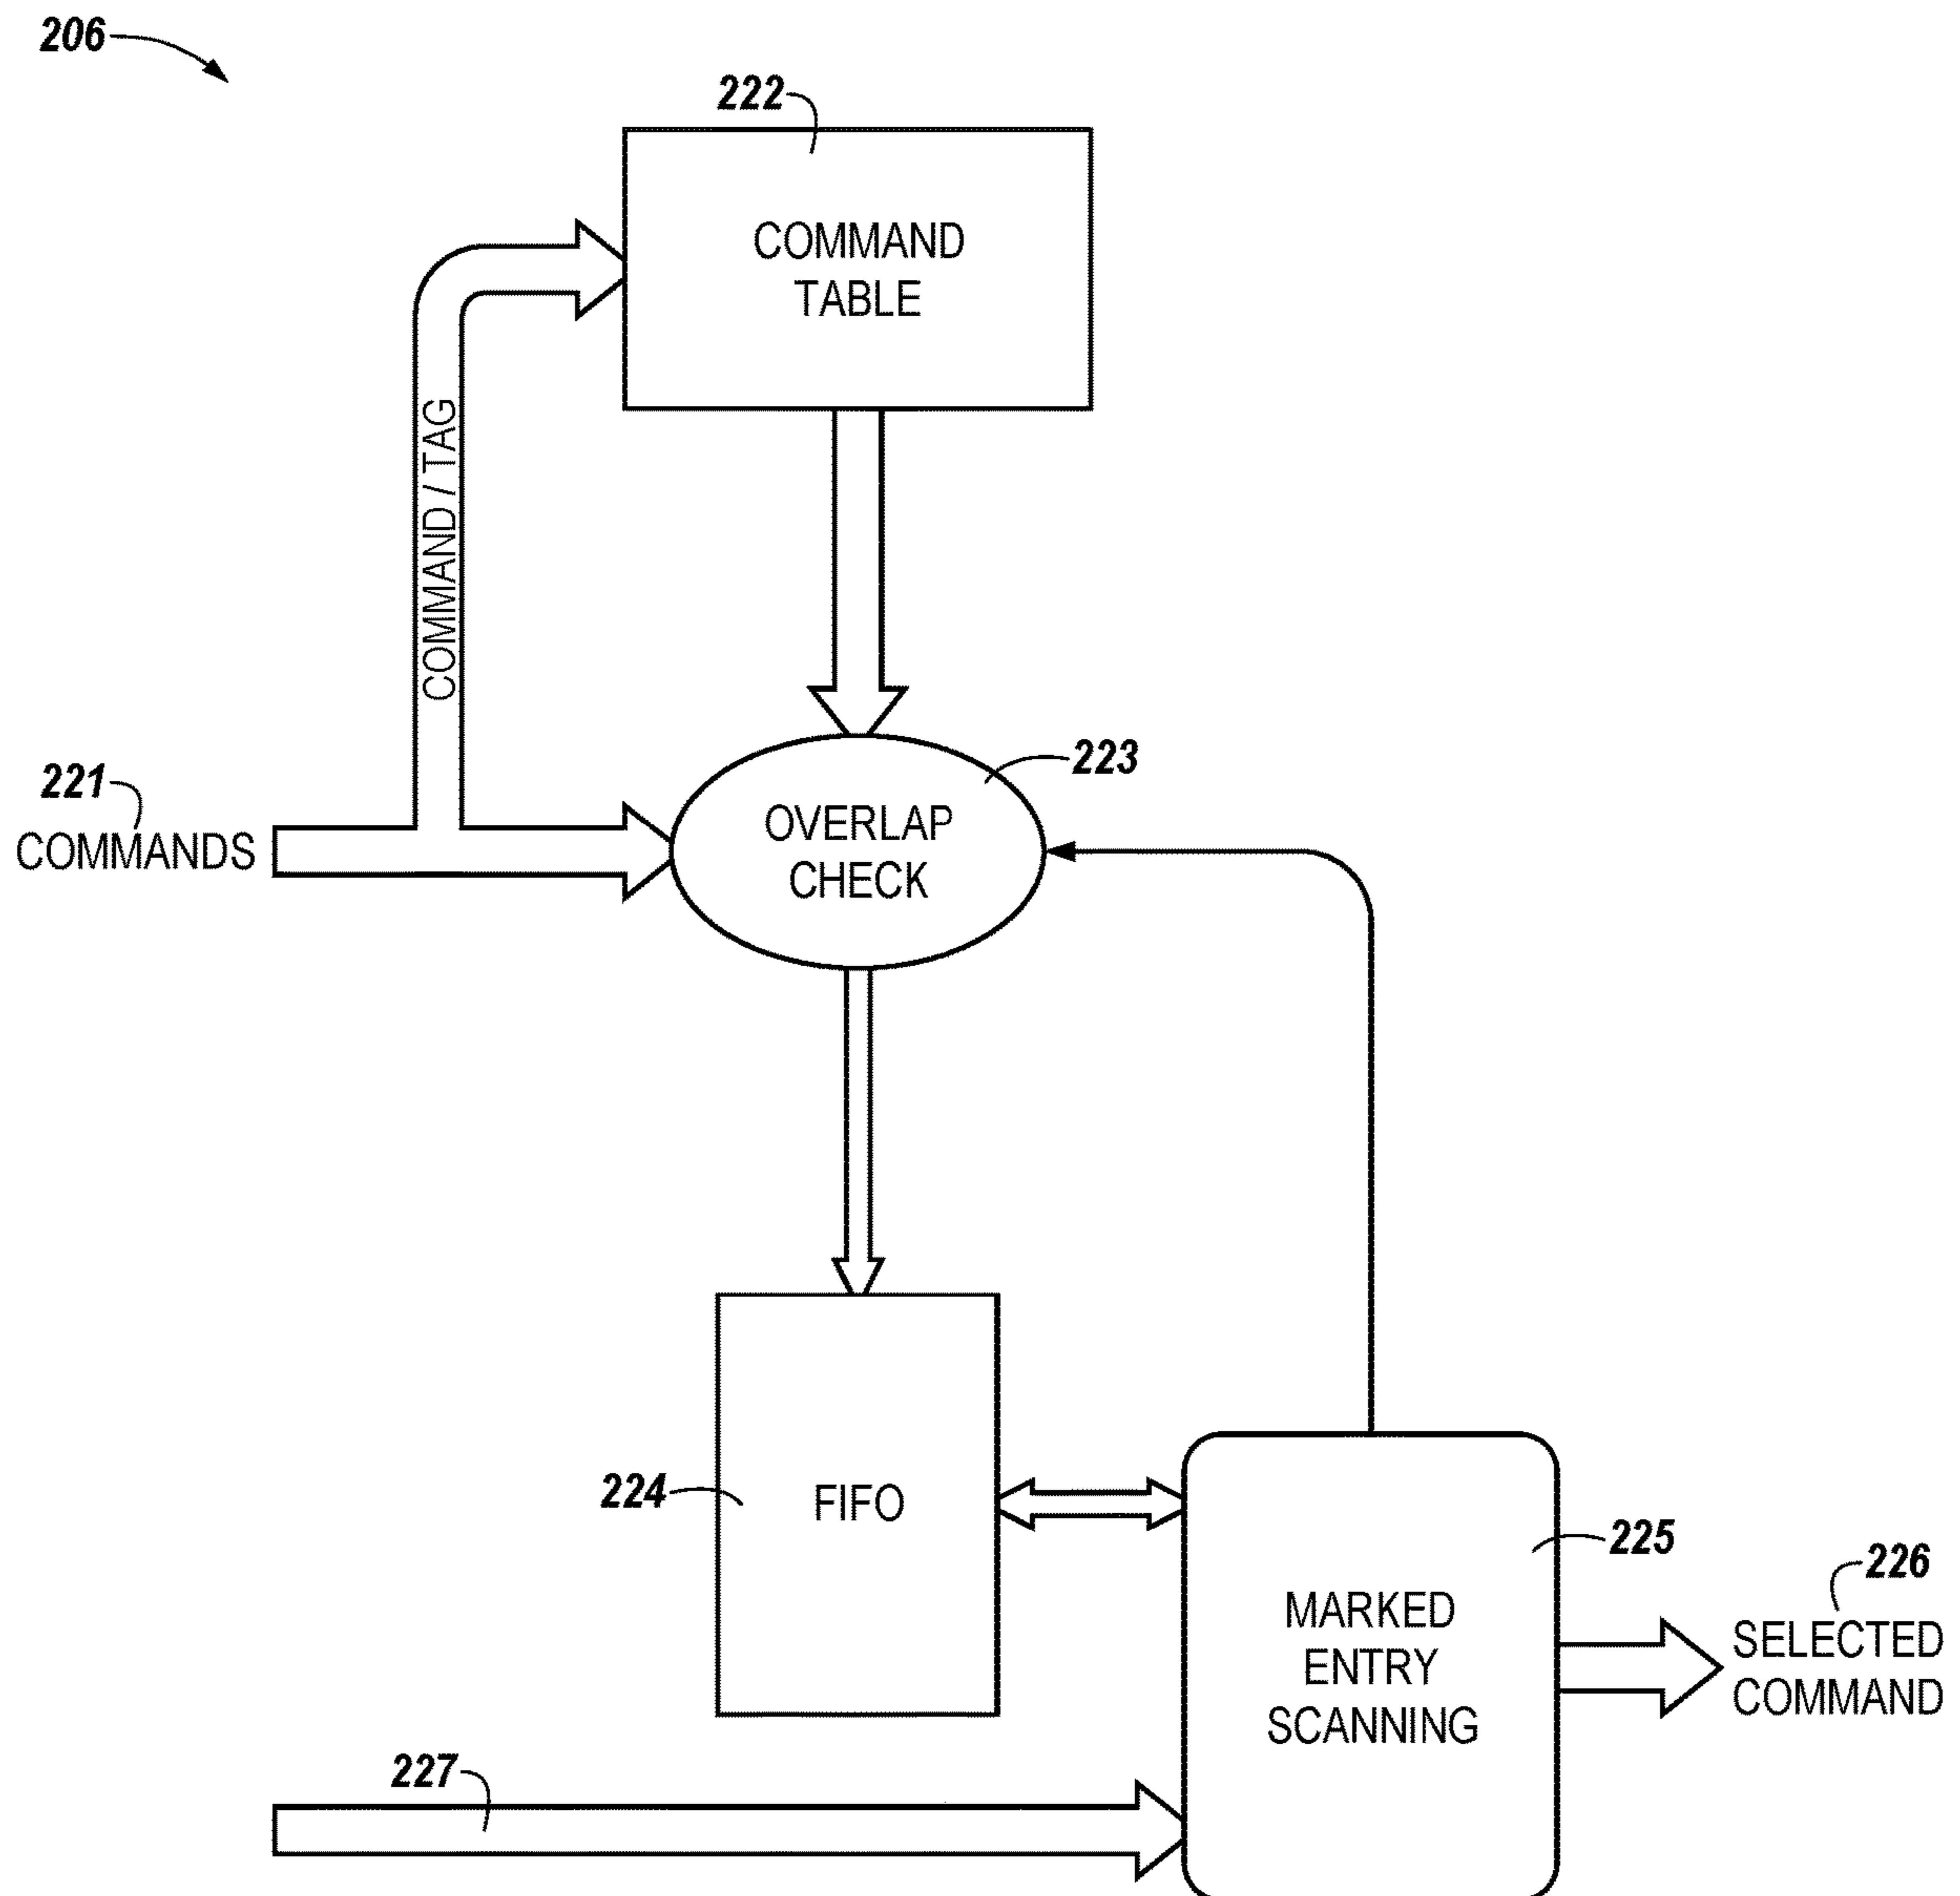 206
222
COMMAND
TABLE
COMMAND / TAG
221
COMMANDS
223
OVERLAP
CHECK
224
FIFO
225
MARKED
ENTRY
SCANNING
226
SELECTED
COMMAND
227